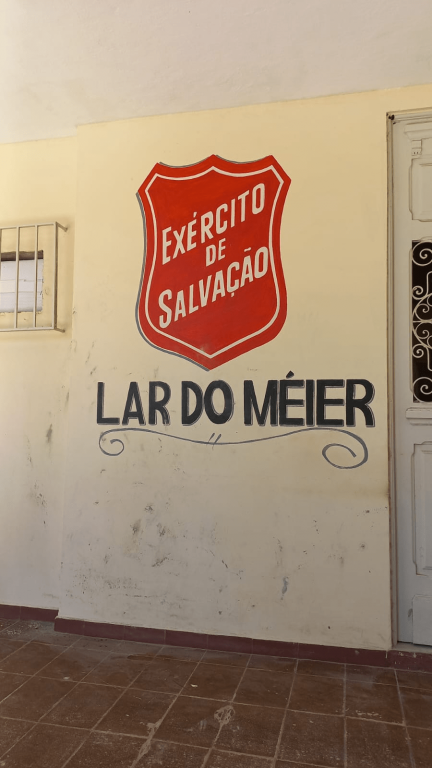 EXÉRCITO
DE
SALVAÇÃO
LAR DO MÉIER